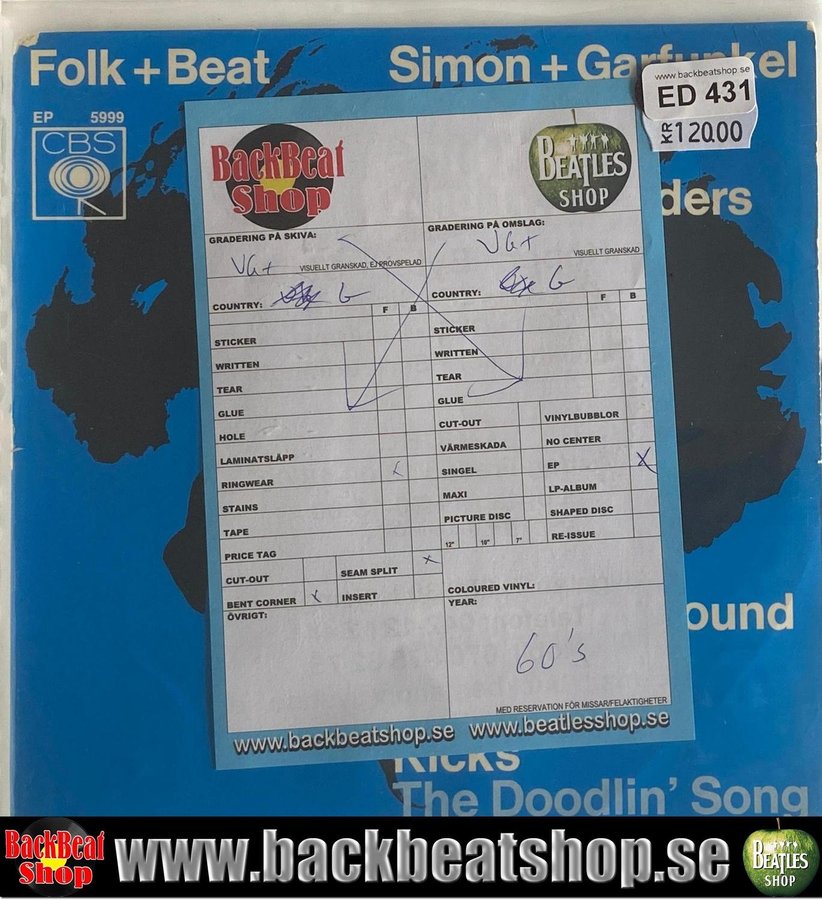 Folk + Beat
Simon + Garfunkel
www.backbeatshop.se
ED 431
KR 120.00
EP 5999
CBS
ders
BackBeat
Shop
BEATLES
SHOP
GRADERING PÅ SKIVA:
GRADERING PÅ OMSLAG:
VG+
VISUELLT GRANSKAD, EJ PROVSPELAD
VG+
VISUELLT GRANSKAD
COUNTRY: G
COUNTRY: G
F B
F B
STICKER
STICKER
WRITTEN
WRITTEN
TEAR
TEAR
GLUE
GLUE
HOLE
CUT-OUT
VINYLBUBBLOR
LAMINATSLÄPP
VÄRMESKADA
NO CENTER
RINGWEAR x
SINGEL
EP X
STAINS
MAXI
LP-ALBUM
TAPE
PICTURE DISC
SHAPED DISC
PRICE TAG
12" 10" 7"
RE-ISSUE
CUT-OUT
SEAM SPLIT x
BENT CORNER x
INSERT
COLOURED VINYL:
ÖVRIGT:
YEAR:
60's
ound
MED RESERVATION FÖR MISSAR/FELAKTIGHETER
www.backbeatshop.se www.beatlesshop.se
Kicks
The Doodlin' Song
BackBeat
Shop
www.backbeatshop.se
BEATLES
SHOP